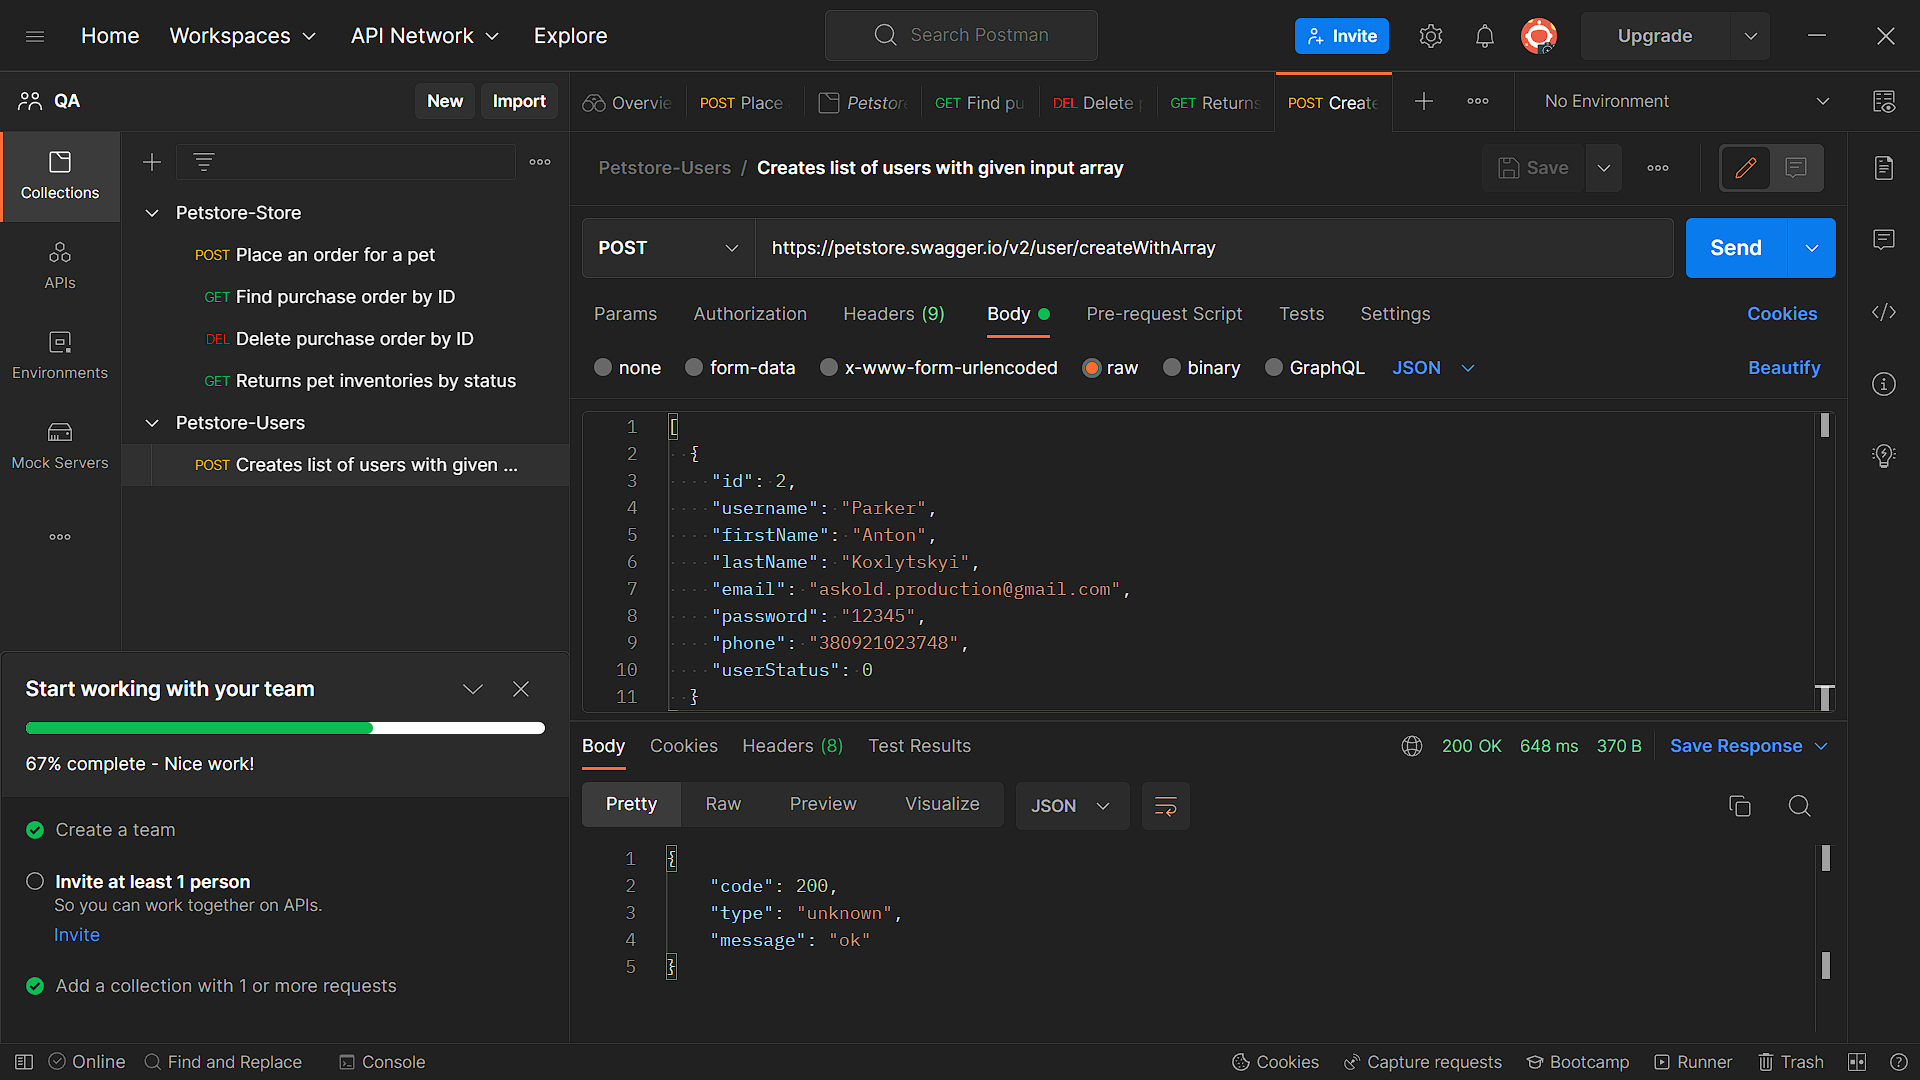 Home Workspaces API Network Explore Search Postman Invite Upgrade
QA New Import
Overvie POST Place Petstor GET Find pu DEL Delete GET Returns POST Create No Environment
Collections
APIs
Environments
Mock Servers
Petstore-Store
POST Place an order for a pet
GET Find purchase order by ID
DEL Delete purchase order by ID
GET Returns pet inventories by status
Petstore-Users
POST Creates list of users with given ...
Start working with your team
67% complete - Nice work!
Create a team
Invite at least 1 person
So you can work together on APIs.
Invite
Add a collection with 1 or more requests
Petstore-Users / Creates list of users with given input array Save
POST https://petstore.swagger.io/v2/user/createWithArray Send
Params Authorization Headers (9) Body Pre-request Script Tests Settings Cookies
none form-data x-www-form-urlencoded raw binary GraphQL JSON Beautify
1 [
2 {
3 "id": 2,
4 "username": "Parker",
5 "firstName": "Anton",
6 "lastName": "Koxlytskyi",
7 "email": "askold.production@gmail.com",
8 "password": "12345",
9 "phone": "380921023748",
10 "userStatus": 0
11 }
Body Cookies Headers (8) Test Results 200 OK 648 ms 370 B Save Response
Pretty Raw Preview Visualize JSON
1 {
2 "code": 200,
3 "type": "unknown",
4 "message": "ok"
5 }
Online Find and Replace Console Cookies Capture requests Bootcamp Runner Trash